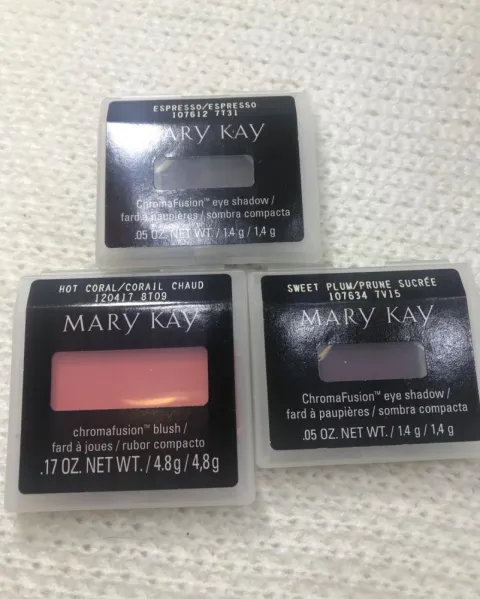 ESPRESSO/ESPRESSO
107612 7T31
MARY KAY
ChromaFusion™ eye shadow /
fard à paupières / sombra compacta
.05 OZ. NET WT. / 1.4 g / 1,4 g
HOT CORAL/CORAIL CHAUD
120417 8T09
MARY KAY
chromafusion™ blush /
fard à joues / rubor compacto
.17 OZ. NET WT. / 4.8 g / 4,8 g
SWEET PLUM/PRUNE SUCRÉE
107634 7V15
MARY KAY
ChromaFusion™ eye shadow /
fard à paupières / sombra compacta
.05 OZ. NET WT. / 1.4 g / 1,4 g